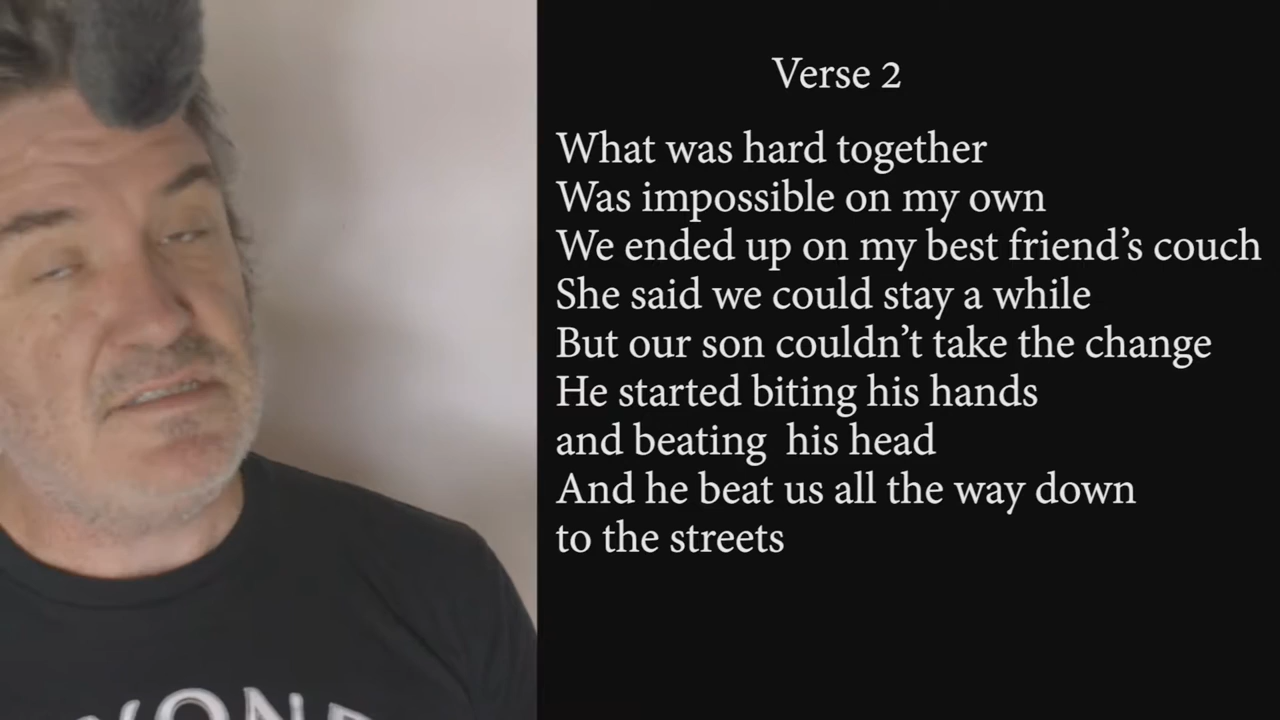 Verse 2
What was hard together
Was impossible on my own
We ended up on my best friend’s couch
She said we could stay a while
But our son couldn’t take the change
He started biting his hands
and beating  his head
And he beat us all the way down
to the streets